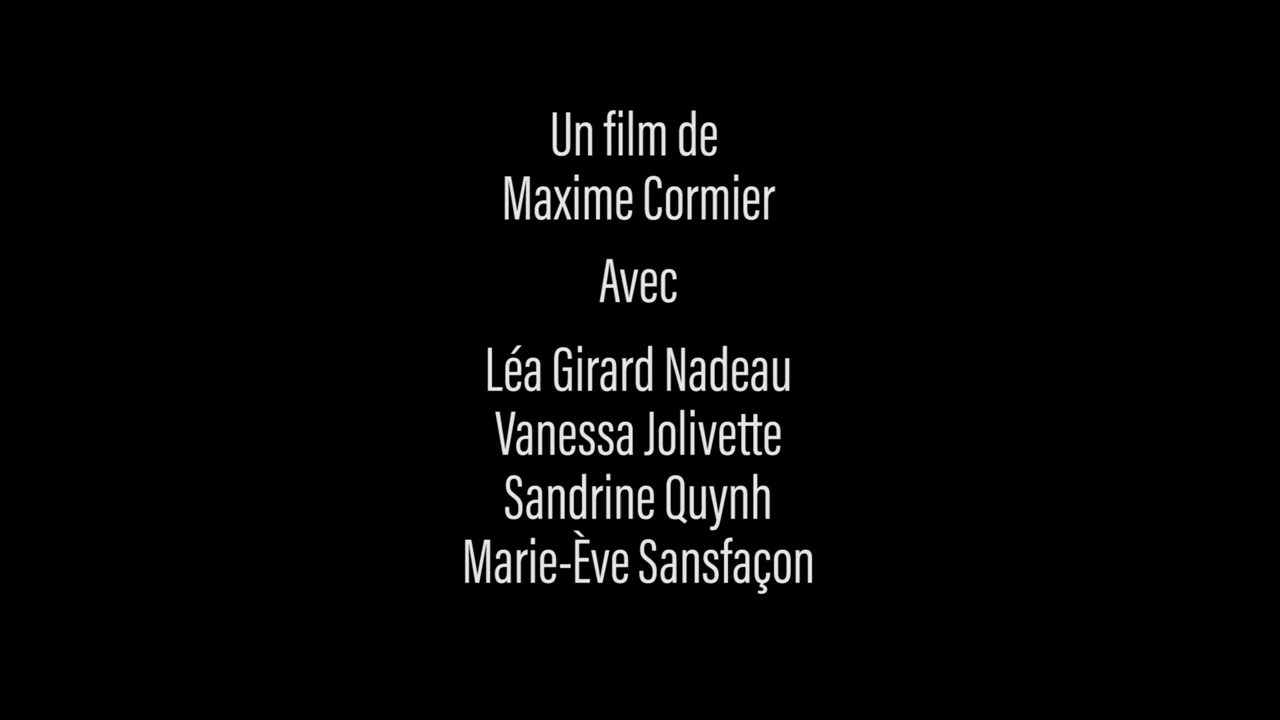 Un film de
Maxime Cormier
Avec
Léa Girard Nadeau
Vanessa Jolivette
Sandrine Quynh
Marie-Ève Sansfaçon